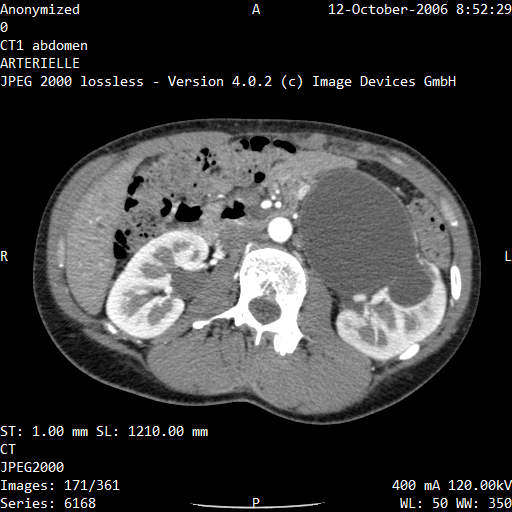 Anonymized A 12-October-2006 8:52:29
0
CT1 abdomen
ARTERIELLE
JPEG 2000 lossless - Version 4.0.2 (c) Image Devices GmbH
R L
ST: 1.00 mm SL: 1210.00 mm
CT
JPEG2000
Images: 171/361 400 mA 120.00kV
Series: 6168 P WL: 50 WW: 350